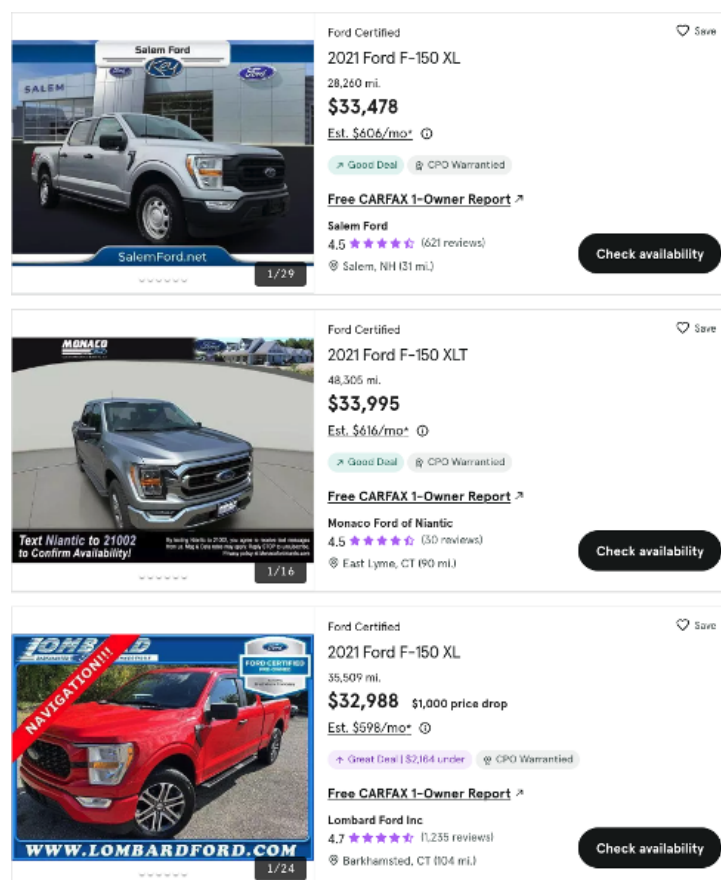 Salem Ford
Ray
Ford
Ford
SALEM
SalemFord.net
1/29
Ford Certified
Save
2021 Ford F-150 XL
28,260 mi.
$33,478
Est. $606/mo*
Good Deal
CPO Warrantied
Free CARFAX 1-Owner Report
Salem Ford
4.5 (621 reviews)
Salem, NH (31 mi.)
Check availability
MONACO
Text Niantic to 21002
to Confirm Availability!
1/16
Ford Certified
Save
2021 Ford F-150 XLT
48,305 mi.
$33,995
Est. $616/mo*
Good Deal
CPO Warrantied
Free CARFAX 1-Owner Report
Monaco Ford of Niantic
4.5 (30 reviews)
East Lyme, CT (90 mi.)
Check availability
LOMBARD
NAVIGATION!!!
FORD CERTIFIED
WWW.LOMBARDFORD.COM
1/24
Ford Certified
Save
2021 Ford F-150 XL
35,509 mi.
$32,988 $1,000 price drop
Est. $598/mo*
Great Deal | $2,164 under
CPO Warrantied
Free CARFAX 1-Owner Report
Lombard Ford Inc
4.7 (1,235 reviews)
Barkhamsted, CT (104 mi.)
Check availability